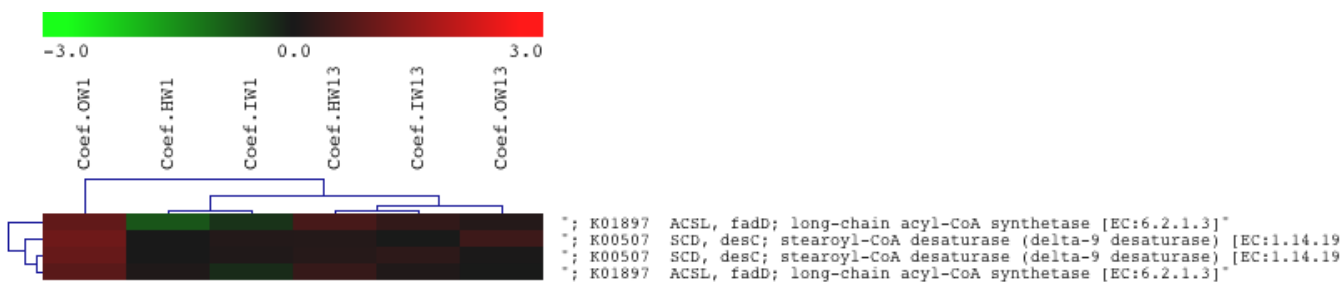 -3.0 0.0 3.0
Coef.OW1
Coef.HW1
Coef.IW1
Coef.HW13
Coef.IW13
Coef.OW13
"; K01897 ACSL, fadD; long-chain acyl-CoA synthetase [EC:6.2.1.3]"
"; K00507 SCD, desC; stearoyl-CoA desaturase (delta-9 desaturase) [EC:1.14.19
"; K00507 SCD, desC; stearoyl-CoA desaturase (delta-9 desaturase) [EC:1.14.19
"; K01897 ACSL, fadD; long-chain acyl-CoA synthetase [EC:6.2.1.3]"